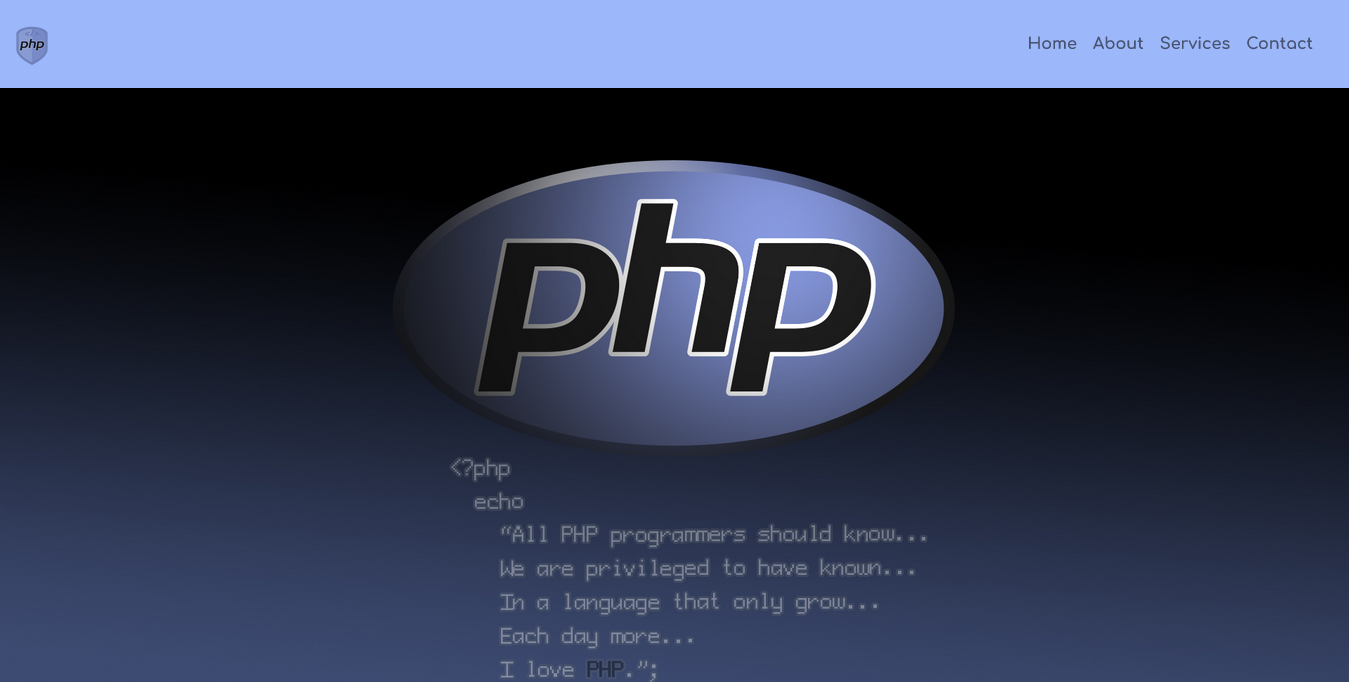 php
Home About Services Contact
php
<?php
echo
“All PHP programmers should know...
We are privileged to have known...
In a language that only grow...
Each day more...
I love PHP.”;